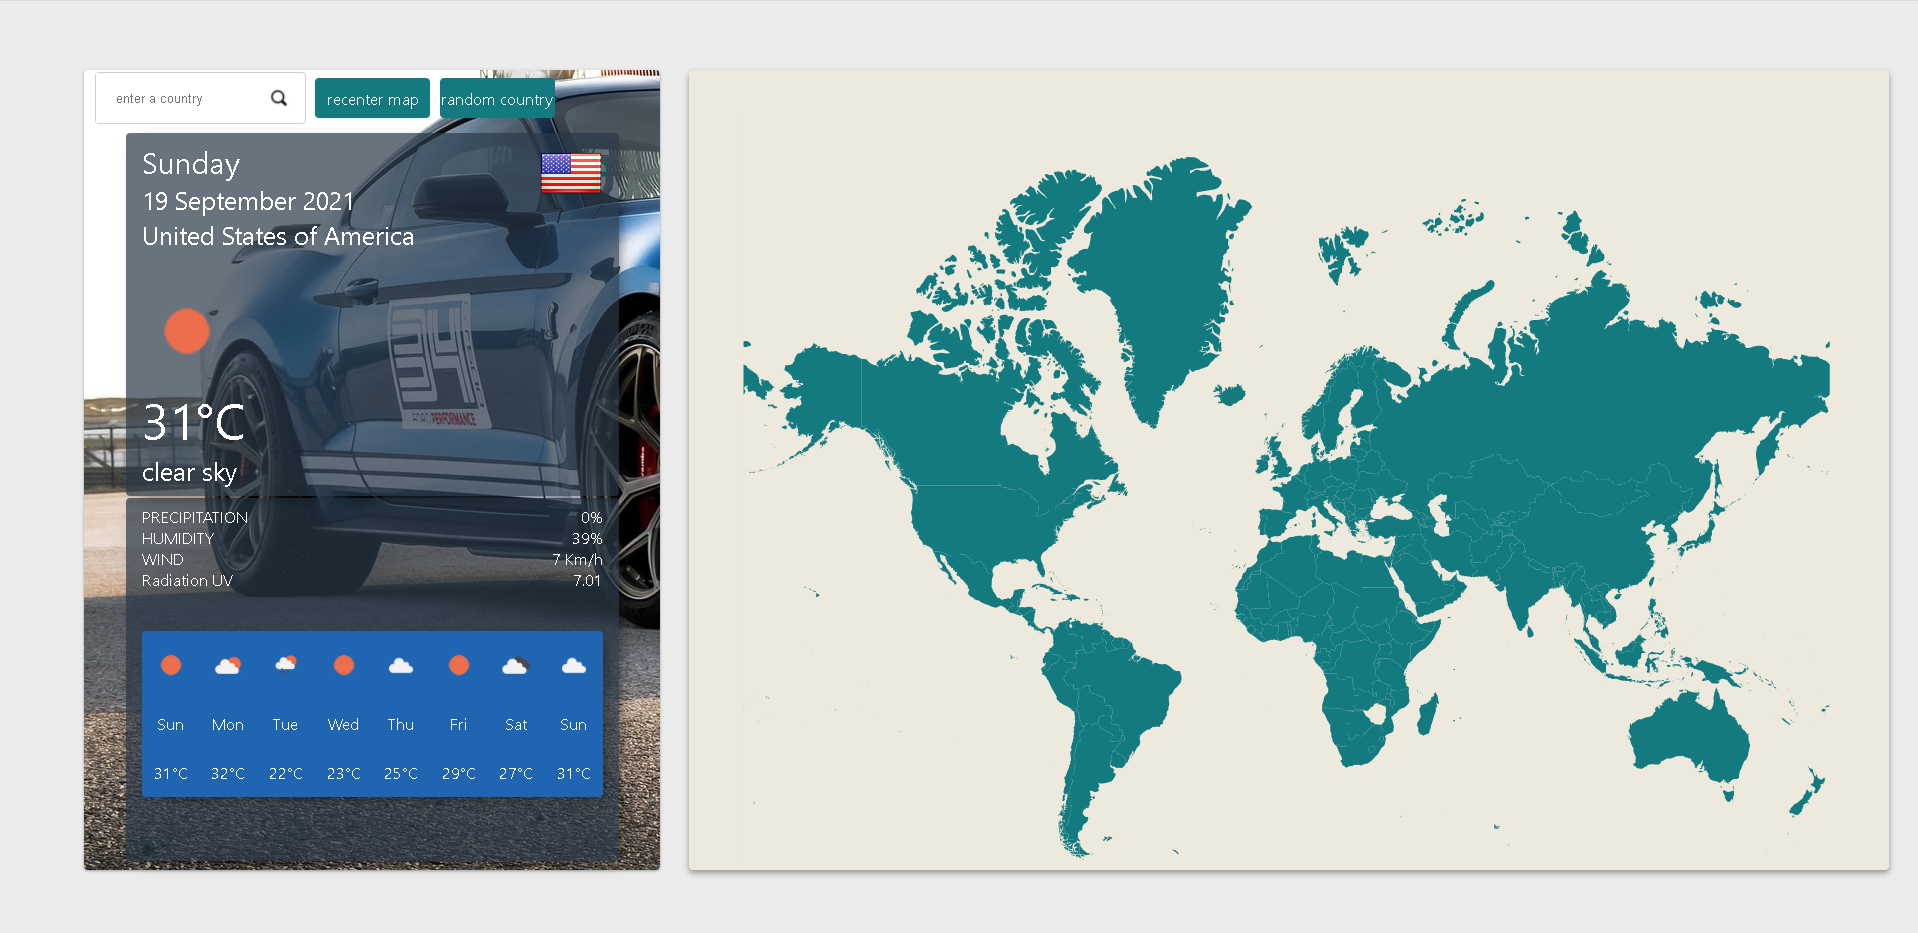 enter a country
recenter map
random country
Sunday
19 September 2021
United States of America
34
FORD PERFORMANCE
31°C
clear sky
PRECIPITATION 0%
HUMIDITY 39%
WIND 7 Km/h
Radiation UV 7.01
Sun Mon Tue Wed Thu Fri Sat Sun
31°C 32°C 22°C 23°C 25°C 29°C 27°C 31°C